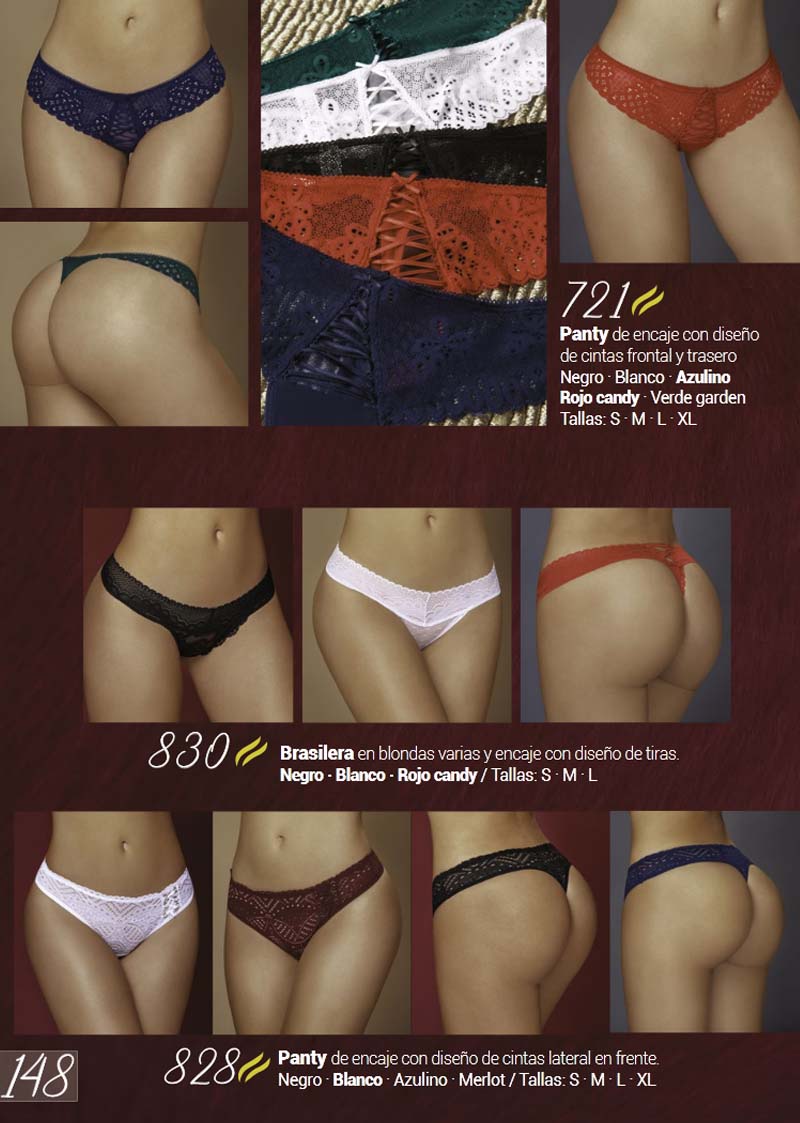 721
Panty de encaje con diseño
de cintas frontal y trasero
Negro · Blanco · Azulino
Rojo candy · Verde garden
Tallas: S · M · L · XL
830
Brasilera en blondas varias y encaje con diseño de tiras.
Negro · Blanco · Rojo candy / Tallas: S · M · L
828
Panty de encaje con diseño de cintas lateral en frente.
Negro · Blanco · Azulino · Merlot / Tallas: S · M · L · XL
148